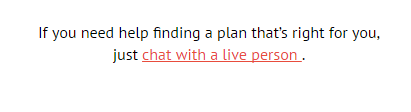 If you need help finding a plan that's right for you,
just chat with a live person .